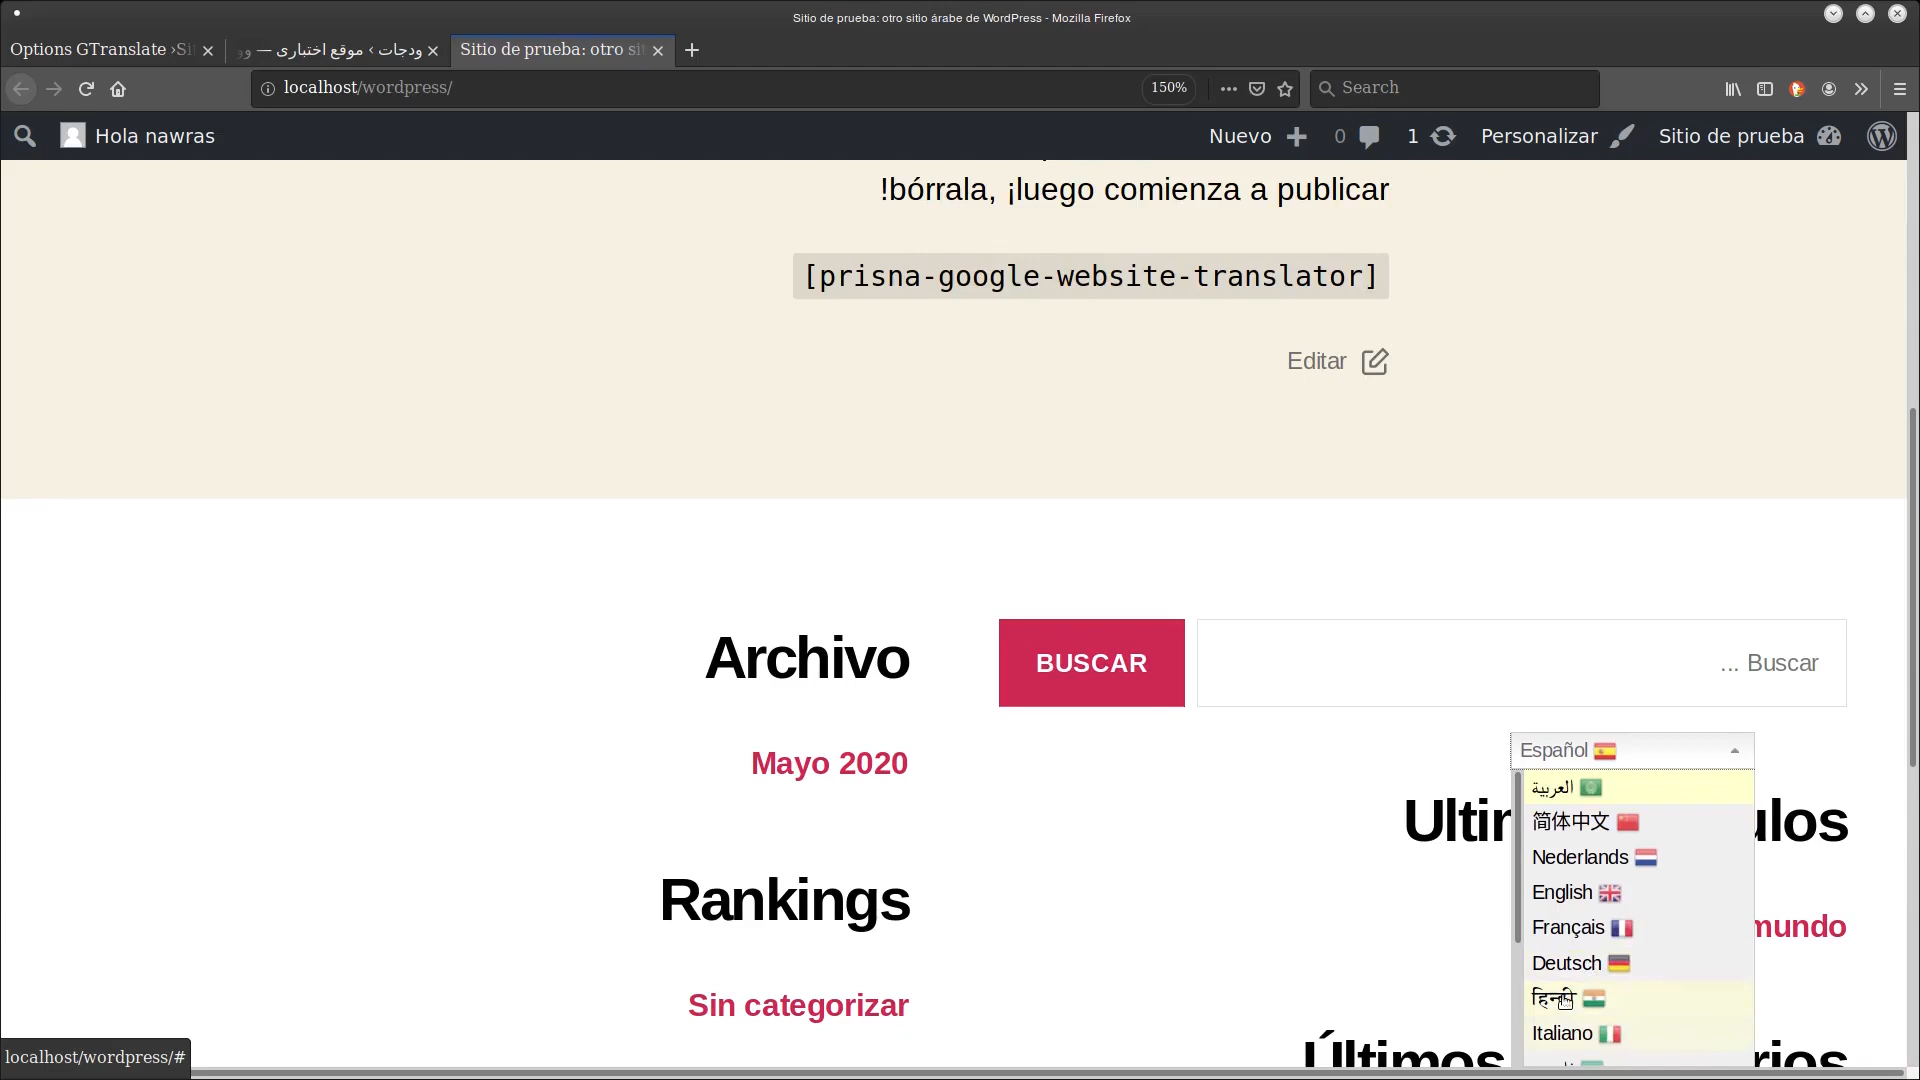 Sitio de prueba: otro sitio árabe de WordPress - Mozilla Firefox
Options GTranslate ›Si
ودجات ‹ موقع اختباري — وو
Sitio de prueba: otro si
localhost/wordpress/
150%
Search
Hola nawras
Nuevo
0
1
Personalizar
Sitio de prueba
!bórrala, ¡luego comienza a publicar
[prisna-google-website-translator]
Editar
Archivo
BUSCAR
... Buscar
Mayo 2020
Español
العربية
简体中文
Nederlands
English
Français
Deutsch
हिन्दी
Italiano
Ultin
ulos
mundo
Rankings
Sin categorizar
Últimos
rios
localhost/wordpress/#